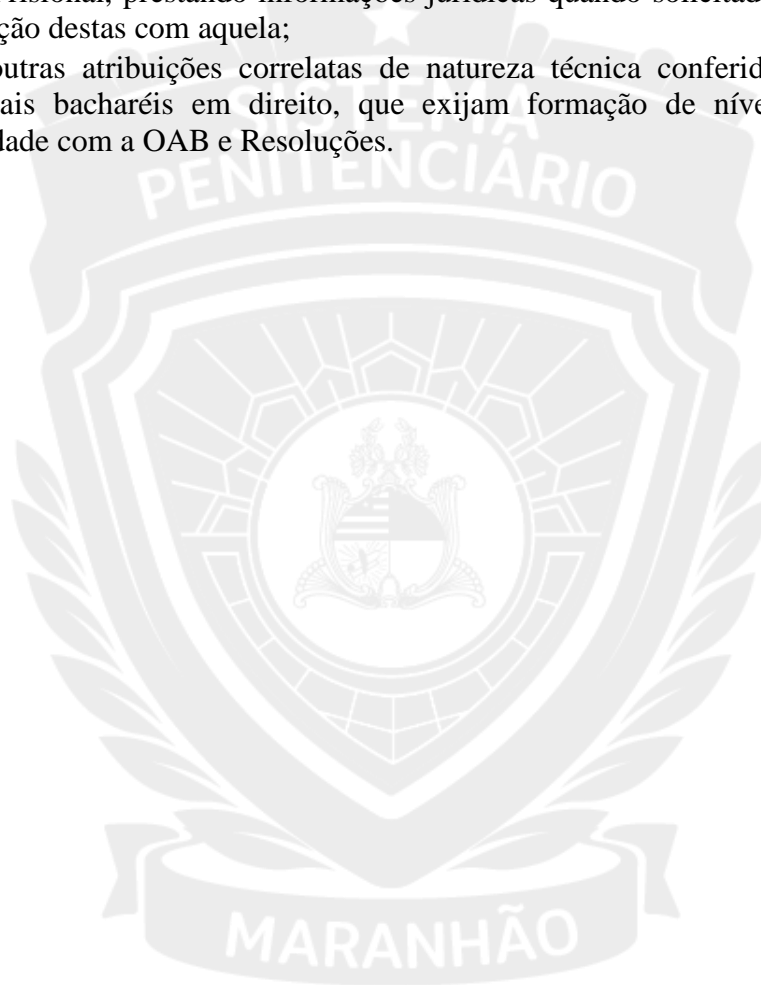 risional, prestando informações jurídicas quando solicitad
ção destas com aquela;
outras atribuições correlatas de natureza técnica conferid
ais bacharéis em direito, que exijam formação de níve
dade com a OAB e Resoluções.
SISTEMA
PENITENCIÁRIO
MARANHÃO